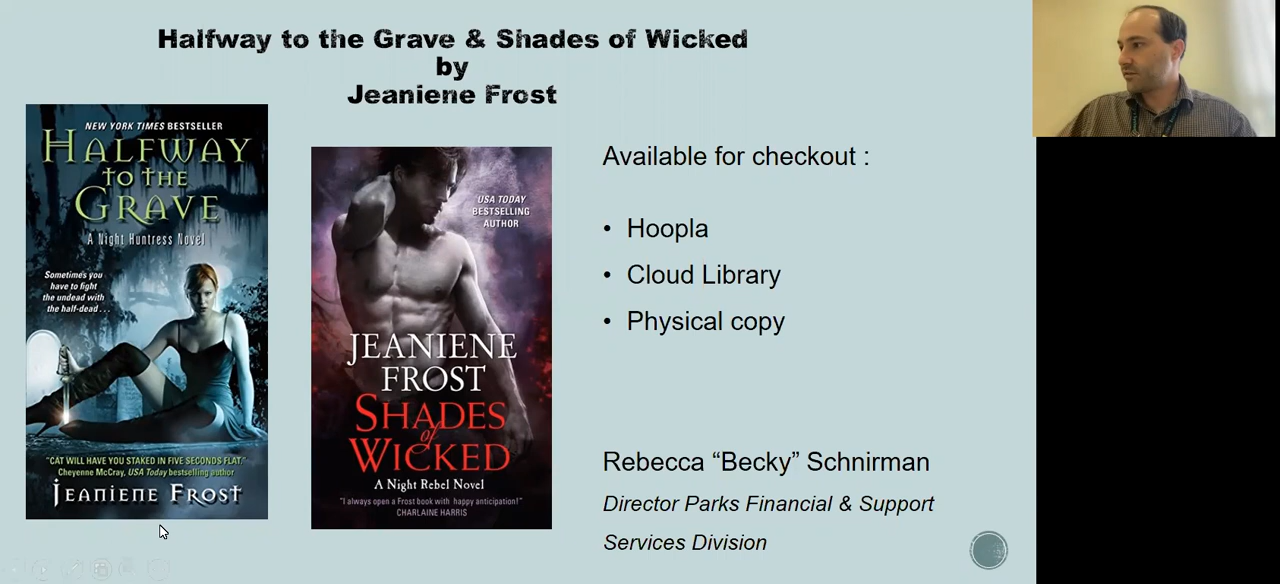 Halfway to the Grave & Shades of Wicked
by
Jeaniene Frost
NEW YORK TIMES BESTSELLER
HALFWAY
TO THE
GRAVE
A Night Huntress Novel
Sometimes you
have to fight
the undead with
the half-dead . . .
"CAT WILL HAVE YOU STAKED IN FIVE SECONDS FLAT."
Cheyenne McCray, USA Today bestselling author
JEANIENE FROST
USA TODAY
BESTSELLING
AUTHOR
JEANIENE
FROST
SHADES
of
WICKED
A Night Rebel Novel
"I always open a Frost book with happy anticipation!"
CHARLAINE HARRIS
Available for checkout :
• Hoopla
• Cloud Library
• Physical copy
Rebecca “Becky” Schnirman
Director Parks Financial & Support
Services Division